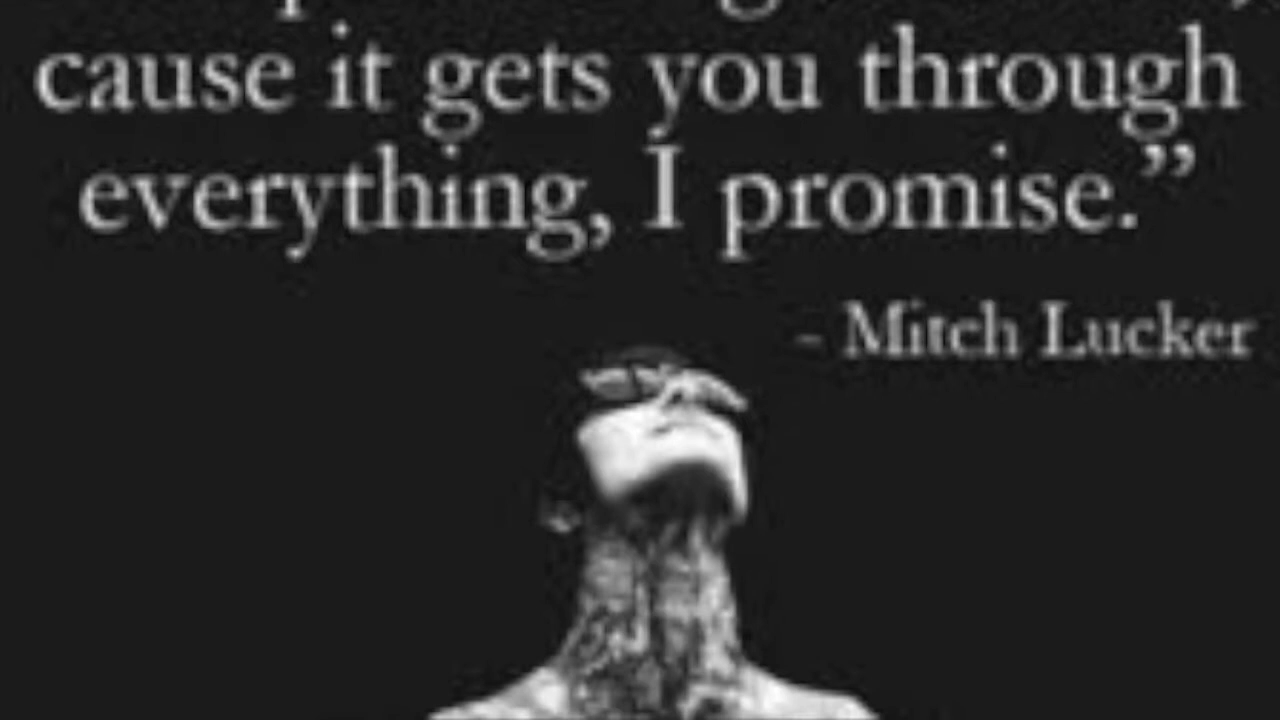 cause it gets you through
everything, I promise.”
- Mitch Lucker